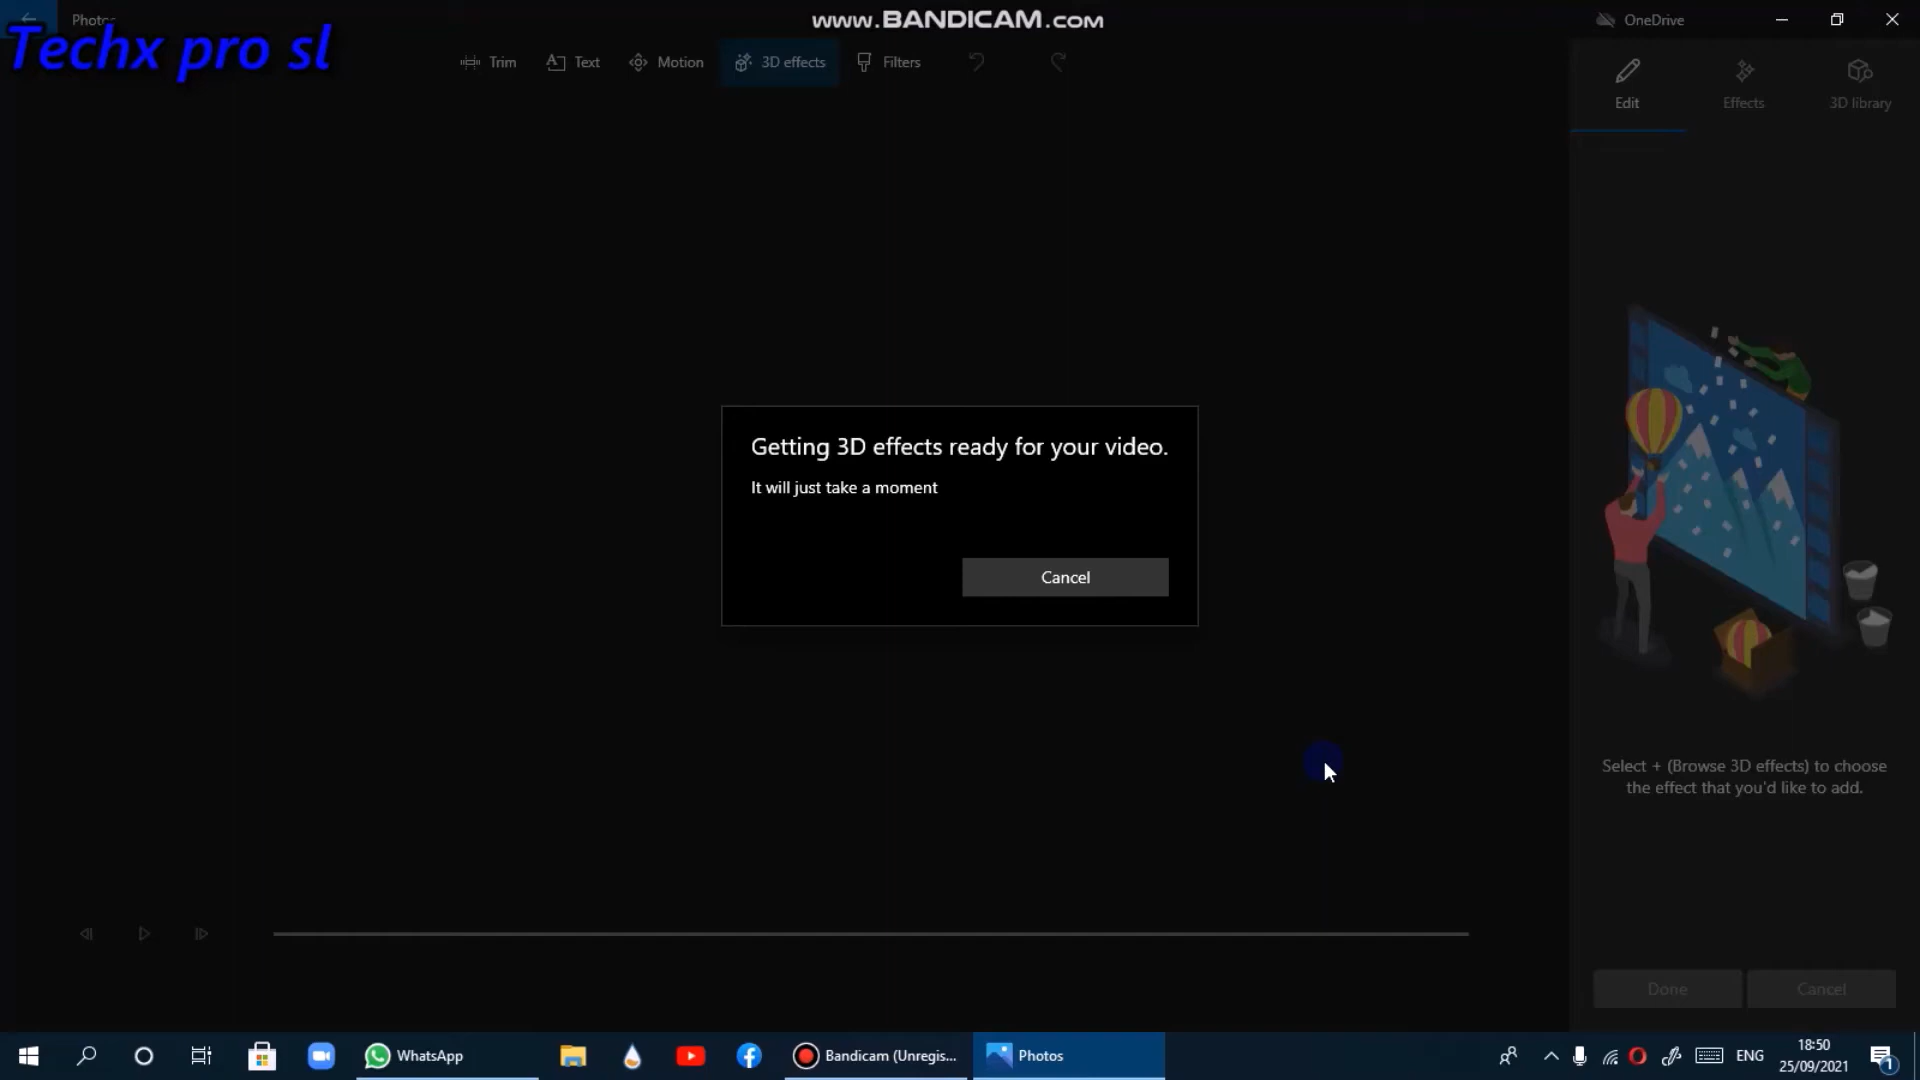 Photos
www.BANDICAM.com
OneDrive
Techx pro sl
Trim
Text
Motion
3D effects
Filters
Edit
Effects
3D library
Getting 3D effects ready for your video.
It will just take a moment
Cancel
Select + (Browse 3D effects) to choose
the effect that you'd like to add.
Done
Cancel
WhatsApp
Bandicam (Unregis...
Photos
ENG
18:50
25/09/2021
1